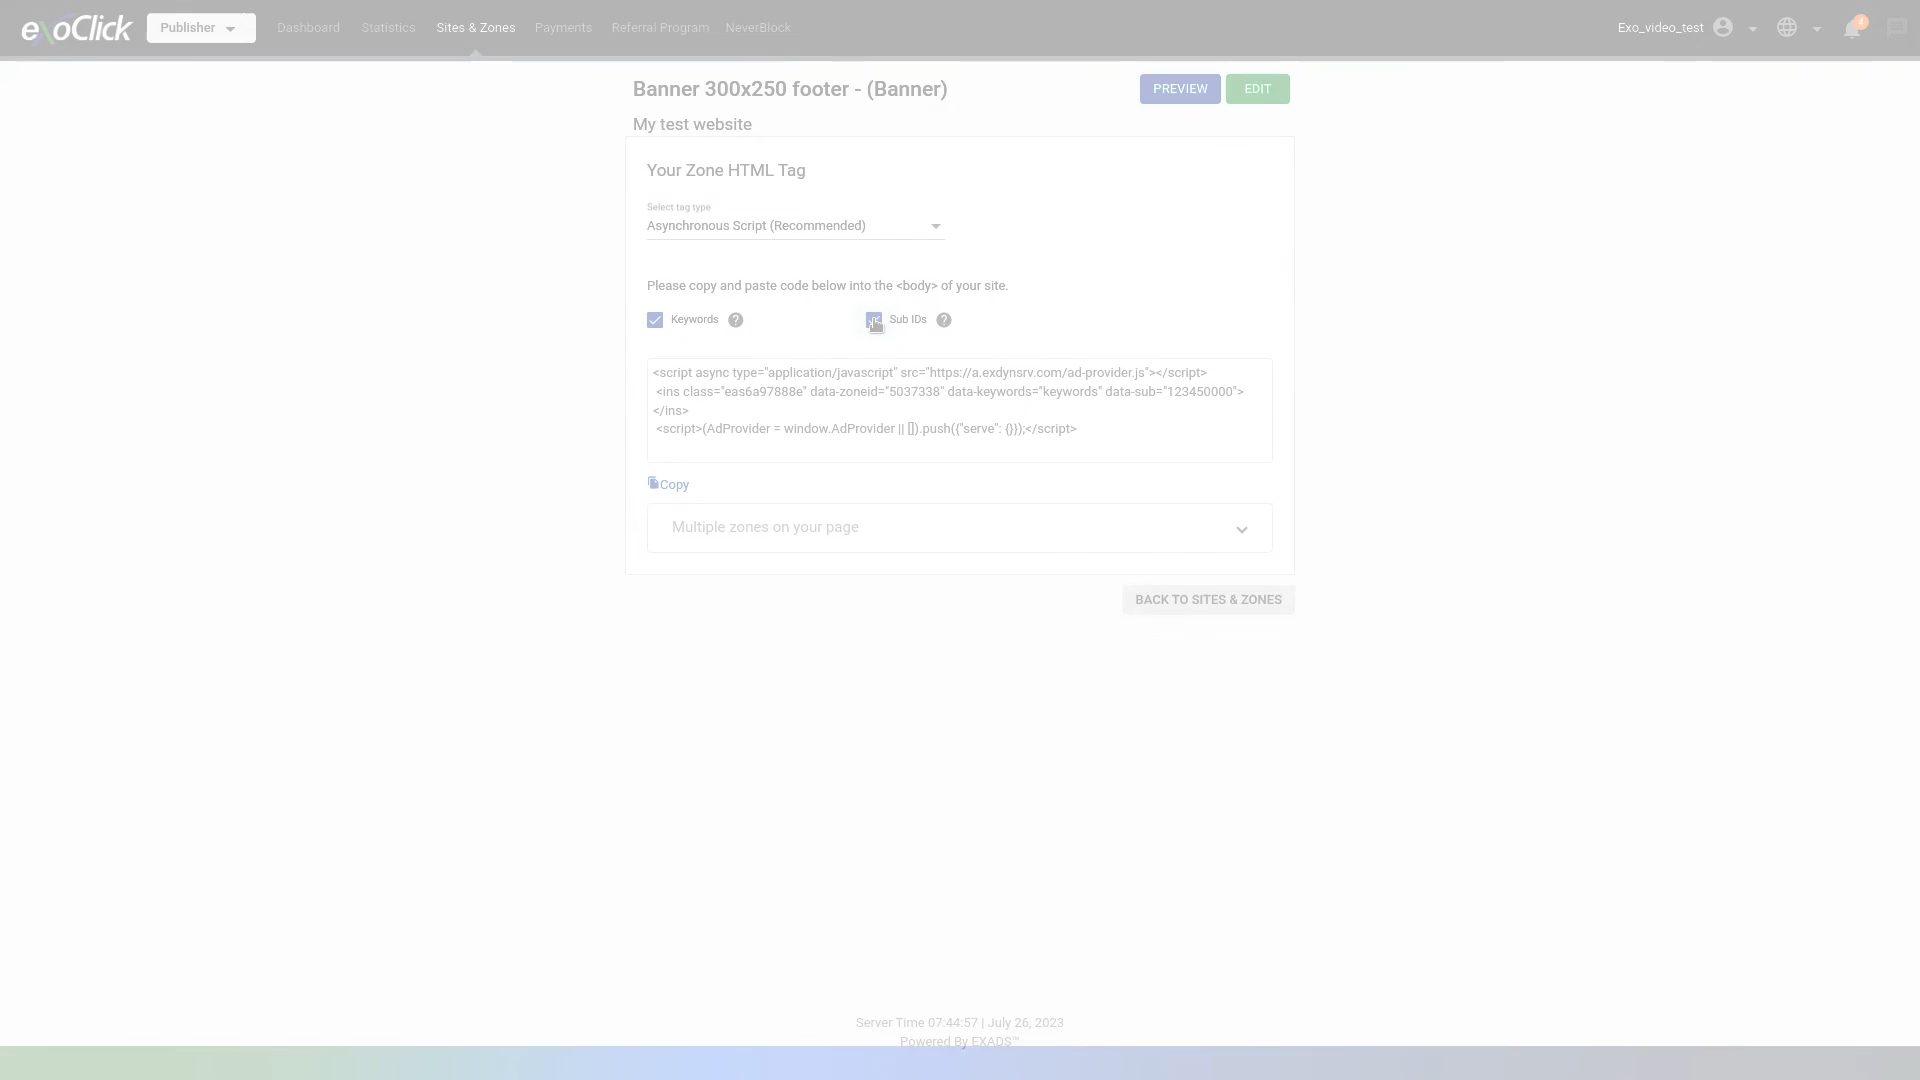 exoClick
Publisher
Dashboard
Statistics
Sites & Zones
Payments
Referral Program
NeverBlock
Exo_video_test
4
Banner 300x250 footer - (Banner)
PREVIEW
EDIT
My test website
Your Zone HTML Tag
Select tag type
Asynchronous Script (Recommended)
Please copy and paste code below into the <body> of your site.
Keywords ?
Sub IDs ?
<script async type="application/javascript" src="https://a.exdynsrv.com/ad-provider.js"></script>
<ins class="eas6a97888e" data-zoneid="5037338" data-keywords="keywords" data-sub="123450000">
</ins>
<script>(AdProvider = window.AdProvider || []).push({"serve": {}});</script>
Copy
Multiple zones on your page
BACK TO SITES & ZONES
Server Time 07:44:57 | July 26, 2023
Powered By EXADS™